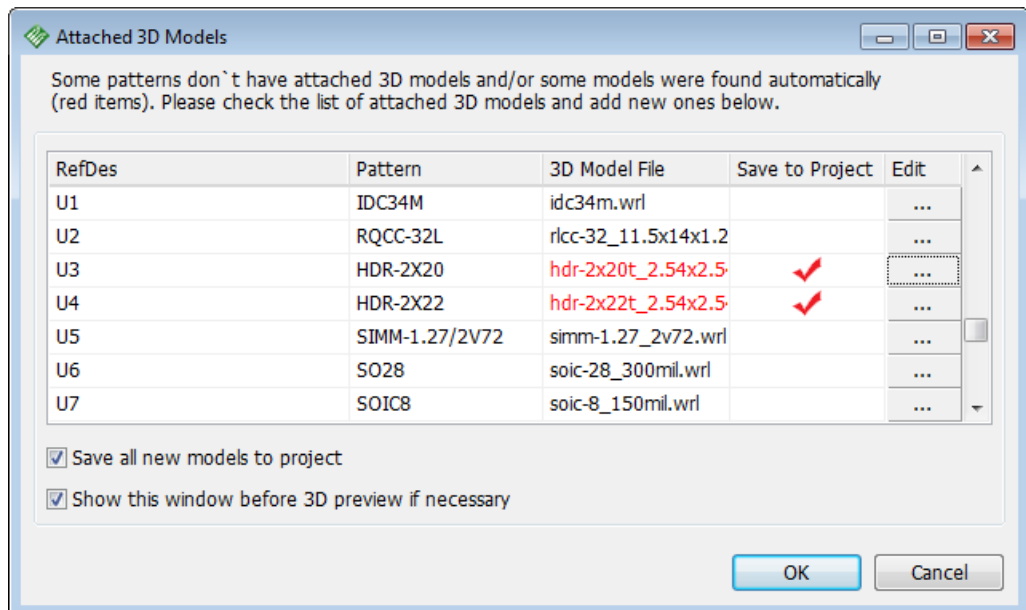 Attached 3D Models
Some patterns don`t have attached 3D models and/or some models were found automatically
(red items). Please check the list of attached 3D models and add new ones below.
RefDes Pattern 3D Model File Save to Project Edit
U1 IDC34M idc34m.wrl ...
U2 RQCC-32L rlcc-32_11.5x14x1.2 ...
U3 HDR-2X20 hdr-2x20t_2.54x2.5 ...
U4 HDR-2X22 hdr-2x22t_2.54x2.5 ...
U5 SIMM-1.27/2V72 simm-1.27_2v72.wrl ...
U6 SO28 soic-28_300mil.wrl ...
U7 SOIC8 soic-8_150mil.wrl ...
Save all new models to project
Show this window before 3D preview if necessary
OK Cancel